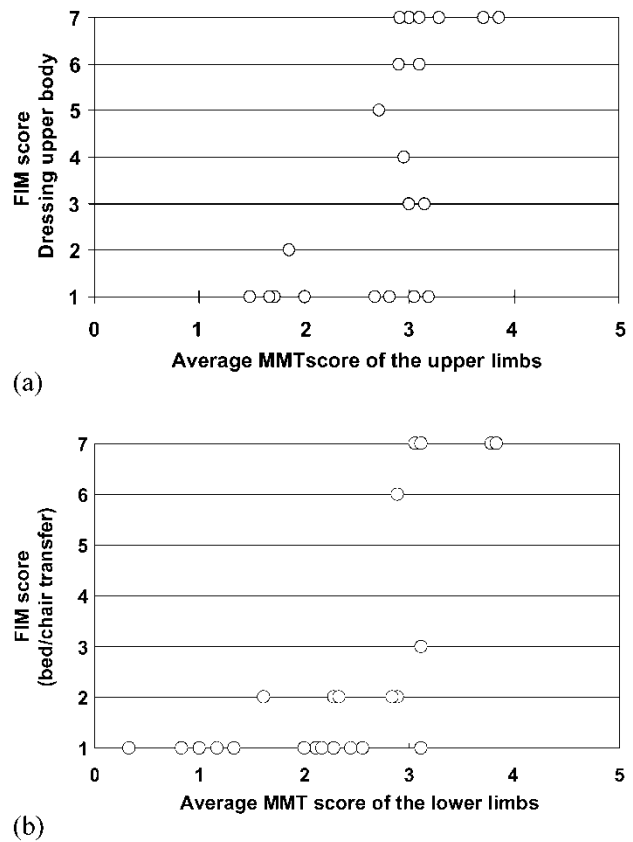 7
6
5
4
3
2
1
FIM score
Dressing upper body
0 1 2 3 4 5
Average MMTscore of the upper limbs
(a)
7
6
5
4
3
2
1
FIM score
(bed/chair transfer)
0 1 2 3 4 5
Average MMT score of the lower limbs
(b)